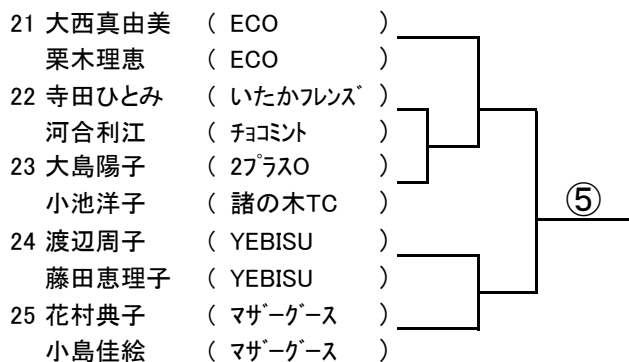 21 大西真由美 ( ECO )
栗木理恵 ( ECO )
22 寺田ひとみ ( いたかﾌﾚﾝｽﾞ )
河合利江 ( ﾁｮｺﾐﾝﾄ )
23 大島陽子 ( 2ﾌﾟﾗｽO )
小池洋子 ( 諸の木TC )
⑤
24 渡辺周子 ( YEBISU )
藤田恵理子 ( YEBISU )
25 花村典子 ( ﾏｻﾞｰｸﾞｰｽ )
小島佳絵 ( ﾏｻﾞｰｸﾞｰｽ )